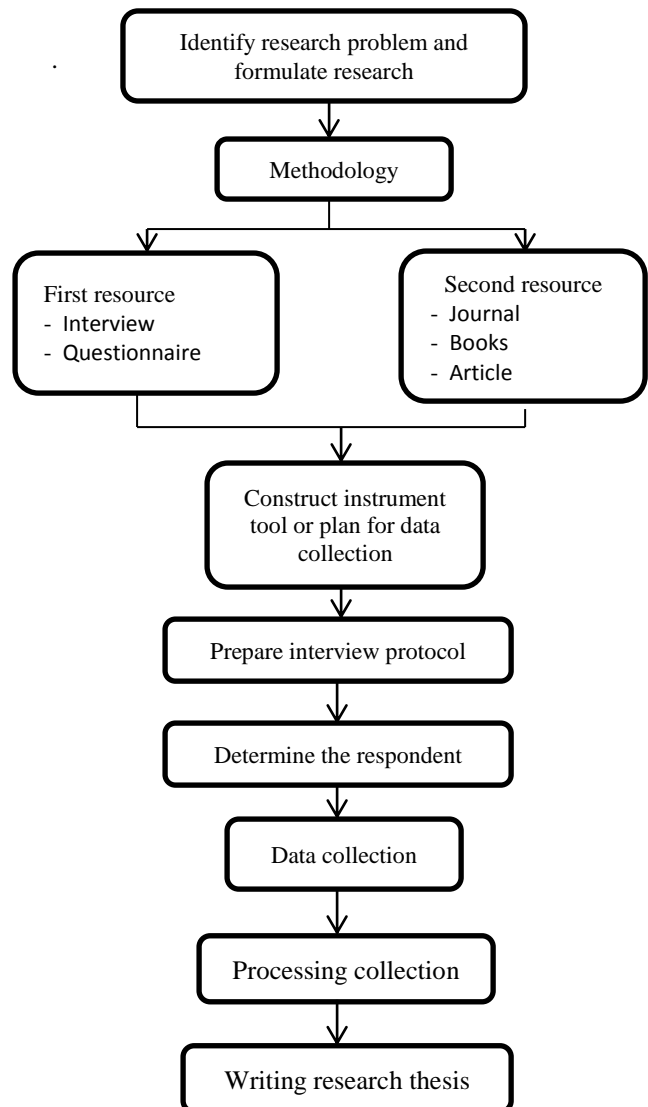 Identify research problem and
formulate research
.
Methodology
First resource
- Interview
- Questionnaire
Second resource
- Journal
- Books
- Article
Construct instrument
tool or plan for data
collection
Prepare interview protocol
Determine the respondent
Data collection
Processing collection
Writing research thesis